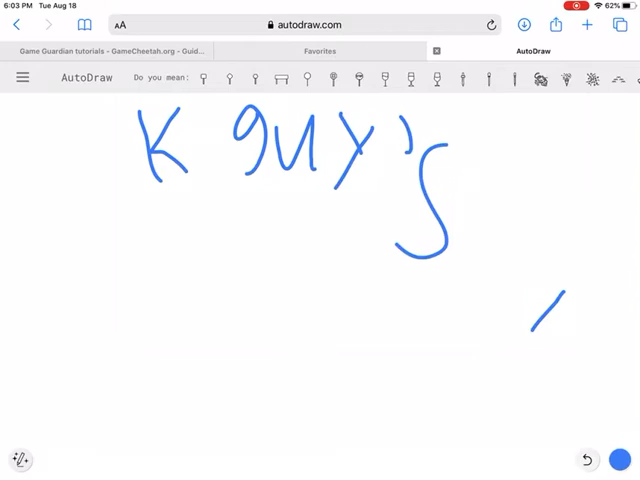 6:03 PM Tue Aug 18
62%
AA
autodraw.com
Game Guardian tutorials - GameCheetah.org - Guid...
Favorites
AutoDraw
AutoDraw
Do you mean:
K guy's